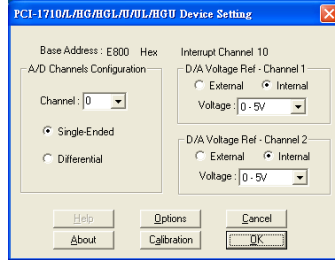 PCI-1710/L/HG/HGL/U/UL/HGU Device Setting
Base Address : E800 Hex
Interrupt Channel 10
A/D Channels Configuration
Channel : 0
Single-Ended
Differential
D/A Voltage Ref - Channel 1
External Internal
Voltage : 0 - 5V
D/A Voltage Ref - Channel 2
External Internal
Voltage : 0 - 5V
Help Options Cancel
About Calibration OK